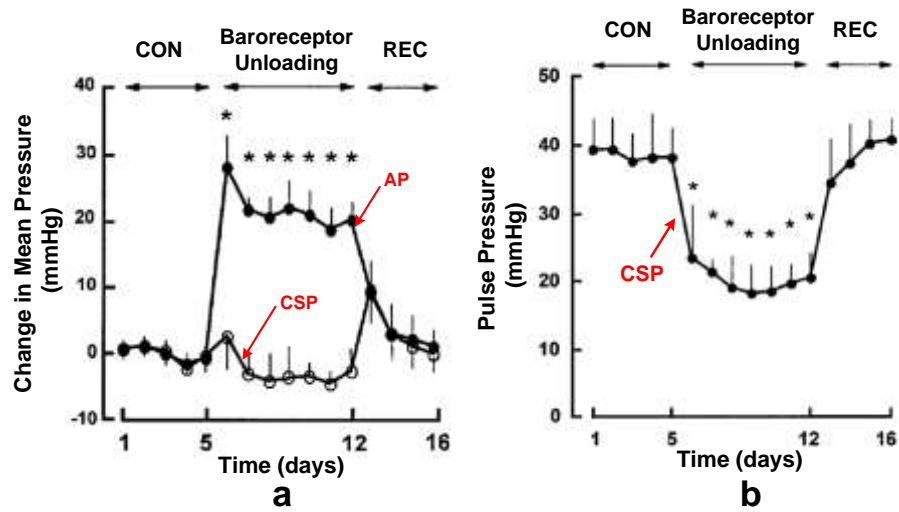 CON
Baroreceptor
Unloading
REC
40
30
20
10
0
-10
Change in Mean Pressure
(mmHg)
*
* * * * * *
AP
CSP
1
5
12
16
Time (days)
a
CON
Baroreceptor
Unloading
REC
50
40
30
20
10
0
Pulse Pressure
(mmHg)
* * * * * * *
CSP
1
5
12
16
Time (days)
b